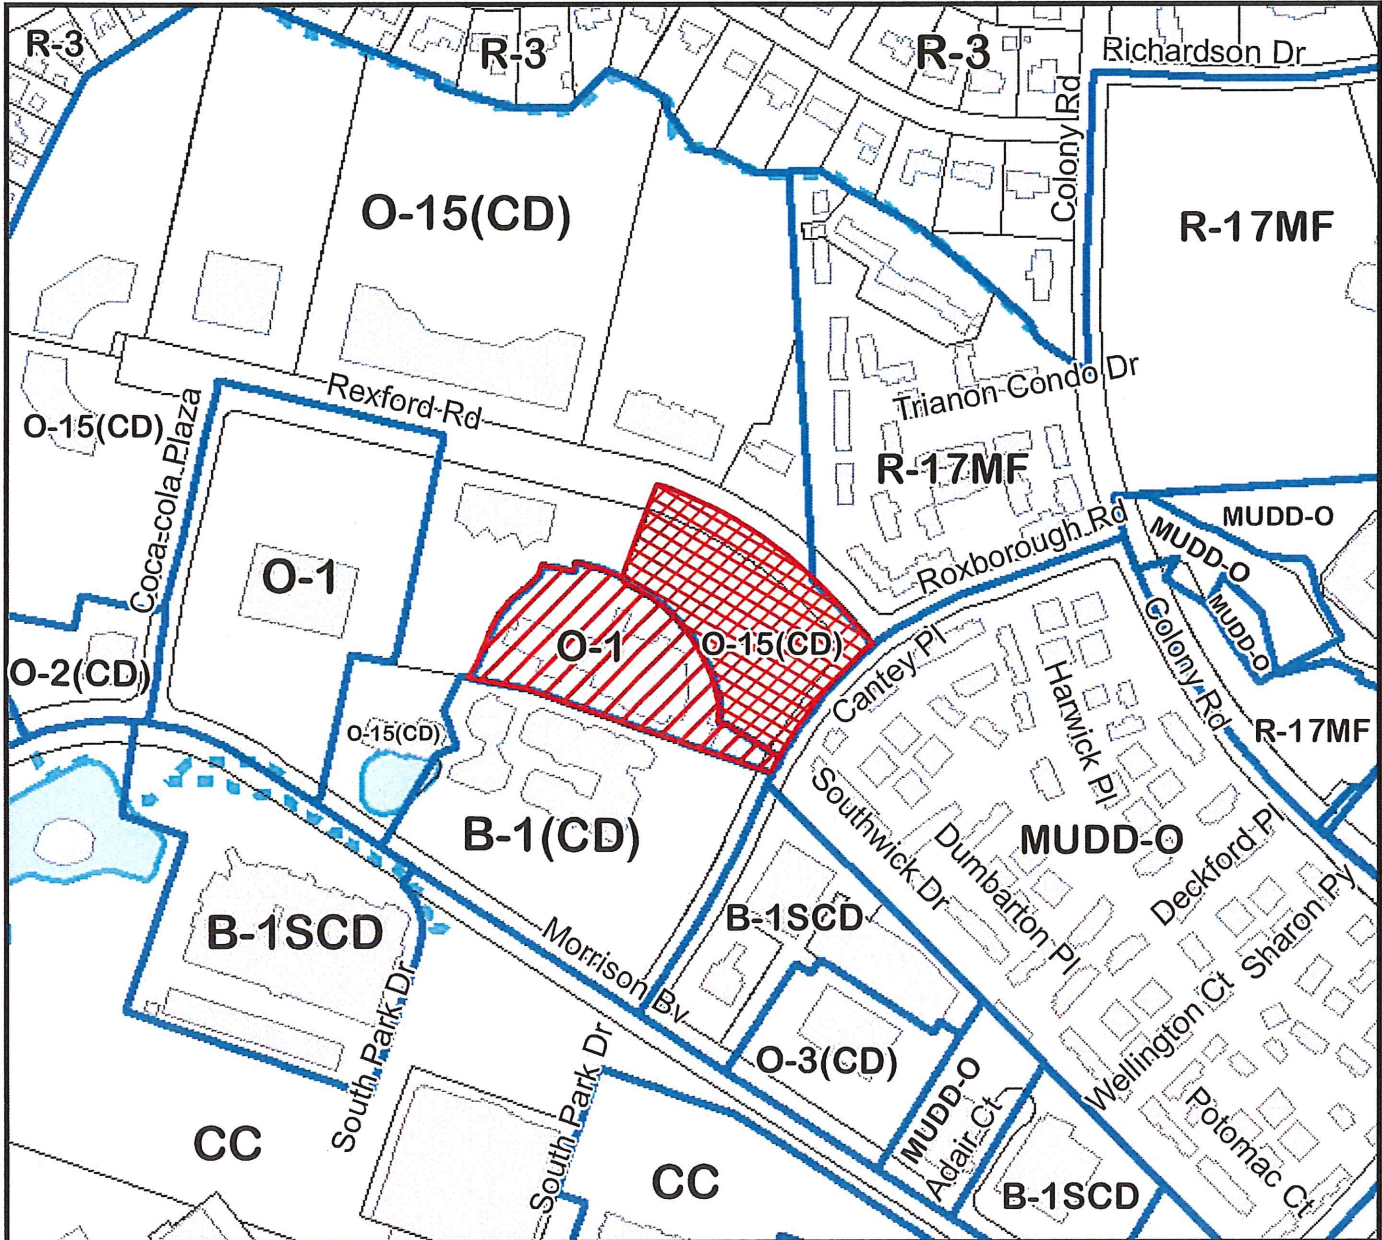 R-3
R-3
R-3
Richardson Dr
Colony Rd
O-15(CD)
R-17MF
Trianon Condo Dr
Rexford Rd
O-15(CD)
Coca-cola Plaza
R-17MF
MUDD-O
MUDD-O
MUDD-O
Roxborough Rd
O-1
O-1
O-15(CD)
O-2(CD)
Cantey Pl
Colony Rd
Harwick Pl
R-17MF
O-15(CD)
B-1(CD)
Southwick Dr
Dumbarton Pl
MUDD-O
Deckford Pl
Sharon Py
B-1SCD
B-1SCD
Morrison Bv
Wellington Ct
South Park Dr
South Park Dr
O-3(CD)
MUDD-O
Adair Ct
Potomac Ct
CC
CC
B-1SCD